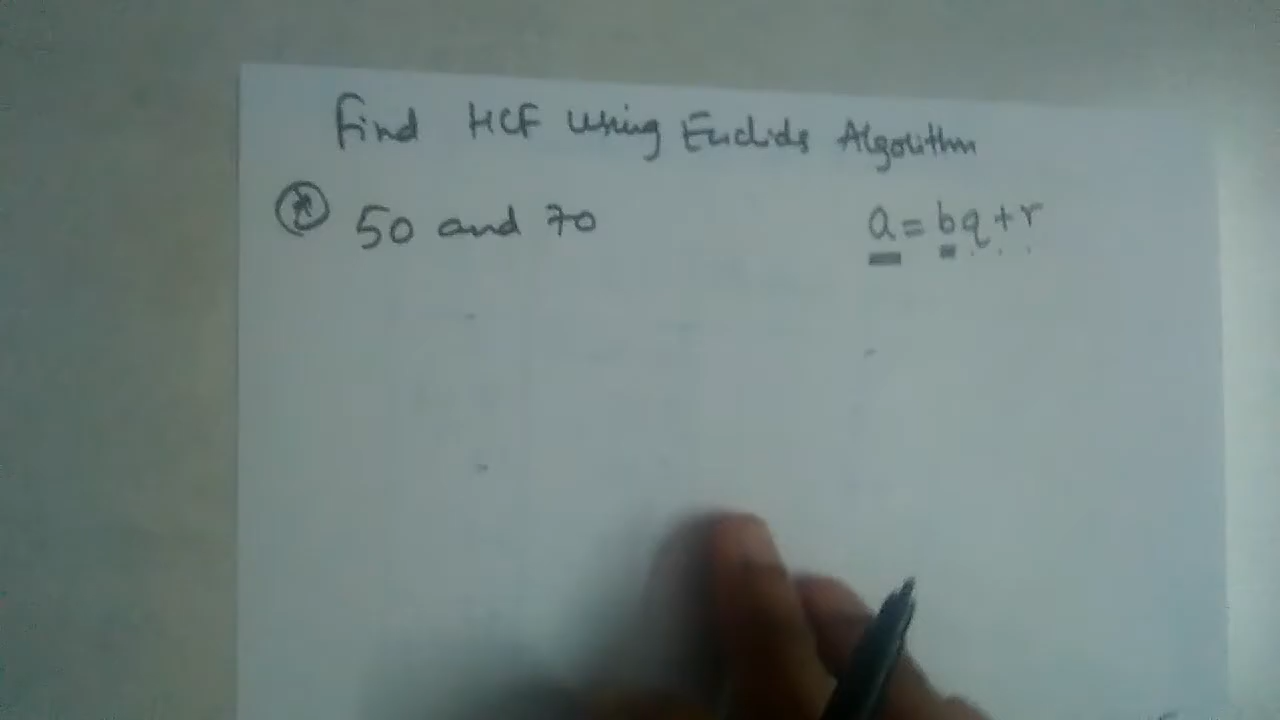 Find HCF using Euclids Algorithm
50 and 70
a = bq + r